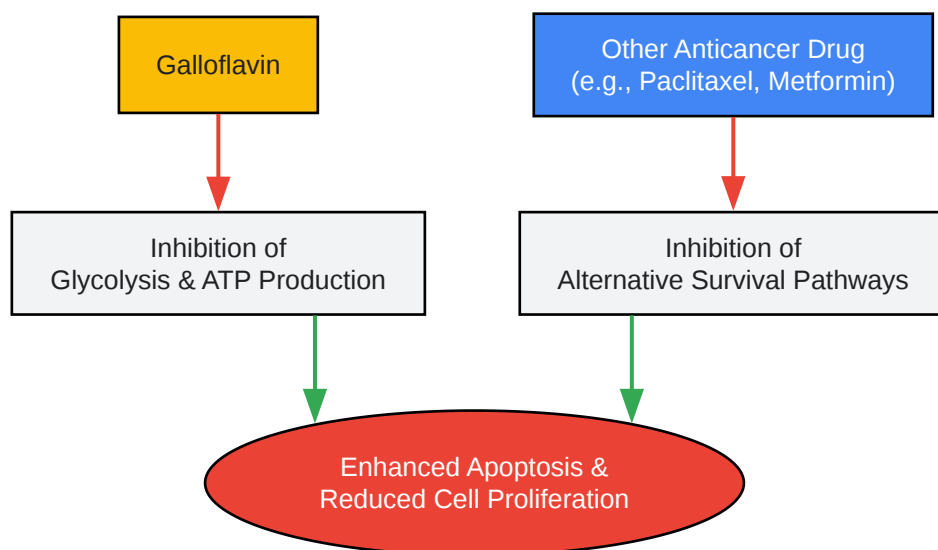 Galloflavin
Other Anticancer Drug
(e.g., Paclitaxel, Metformin)
Inhibition of
Glycolysis & ATP Production
Inhibition of
Alternative Survival Pathways
Enhanced Apoptosis &
Reduced Cell Proliferation